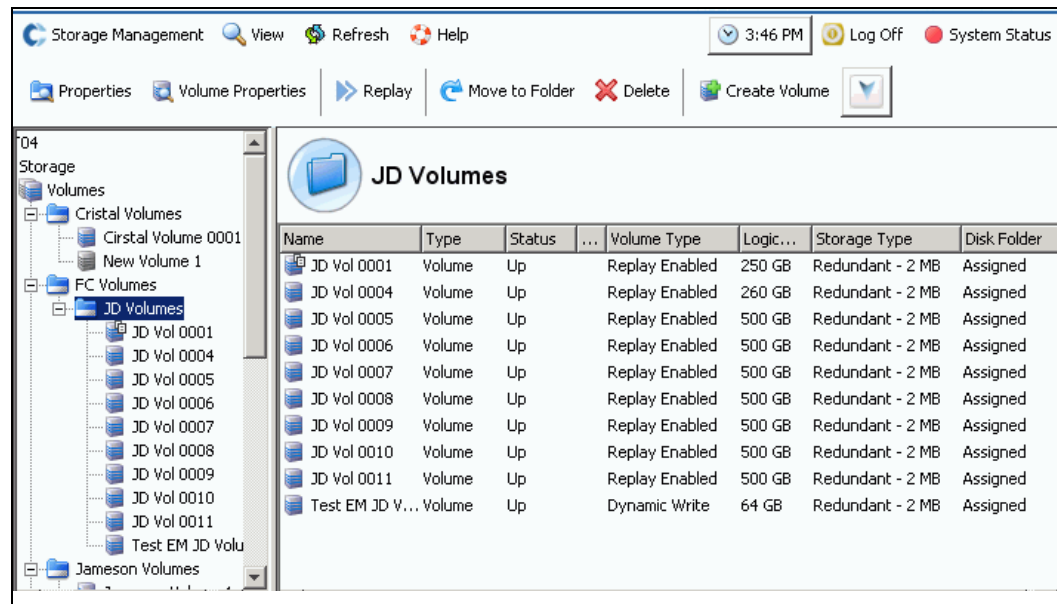 Storage Management View Refresh Help 3:46 PM Log Off System Status
Properties Volume Properties Replay Move to Folder Delete Create Volume
04
Storage
Volumes
Cristal Volumes
Cirstal Volume 0001
New Volume 1
FC Volumes
JD Volumes
JD Vol 0001
JD Vol 0004
JD Vol 0005
JD Vol 0006
JD Vol 0007
JD Vol 0008
JD Vol 0009
JD Vol 0010
JD Vol 0011
Test EM JD Volu
Jameson Volumes
JD Volumes
Name Type Status ... Volume Type Logic... Storage Type Disk Folder
JD Vol 0001 Volume Up Replay Enabled 250 GB Redundant - 2 MB Assigned
JD Vol 0004 Volume Up Replay Enabled 260 GB Redundant - 2 MB Assigned
JD Vol 0005 Volume Up Replay Enabled 500 GB Redundant - 2 MB Assigned
JD Vol 0006 Volume Up Replay Enabled 500 GB Redundant - 2 MB Assigned
JD Vol 0007 Volume Up Replay Enabled 500 GB Redundant - 2 MB Assigned
JD Vol 0008 Volume Up Replay Enabled 500 GB Redundant - 2 MB Assigned
JD Vol 0009 Volume Up Replay Enabled 500 GB Redundant - 2 MB Assigned
JD Vol 0010 Volume Up Replay Enabled 500 GB Redundant - 2 MB Assigned
JD Vol 0011 Volume Up Replay Enabled 500 GB Redundant - 2 MB Assigned
Test EM JD V... Volume Up Dynamic Write 64 GB Redundant - 2 MB Assigned